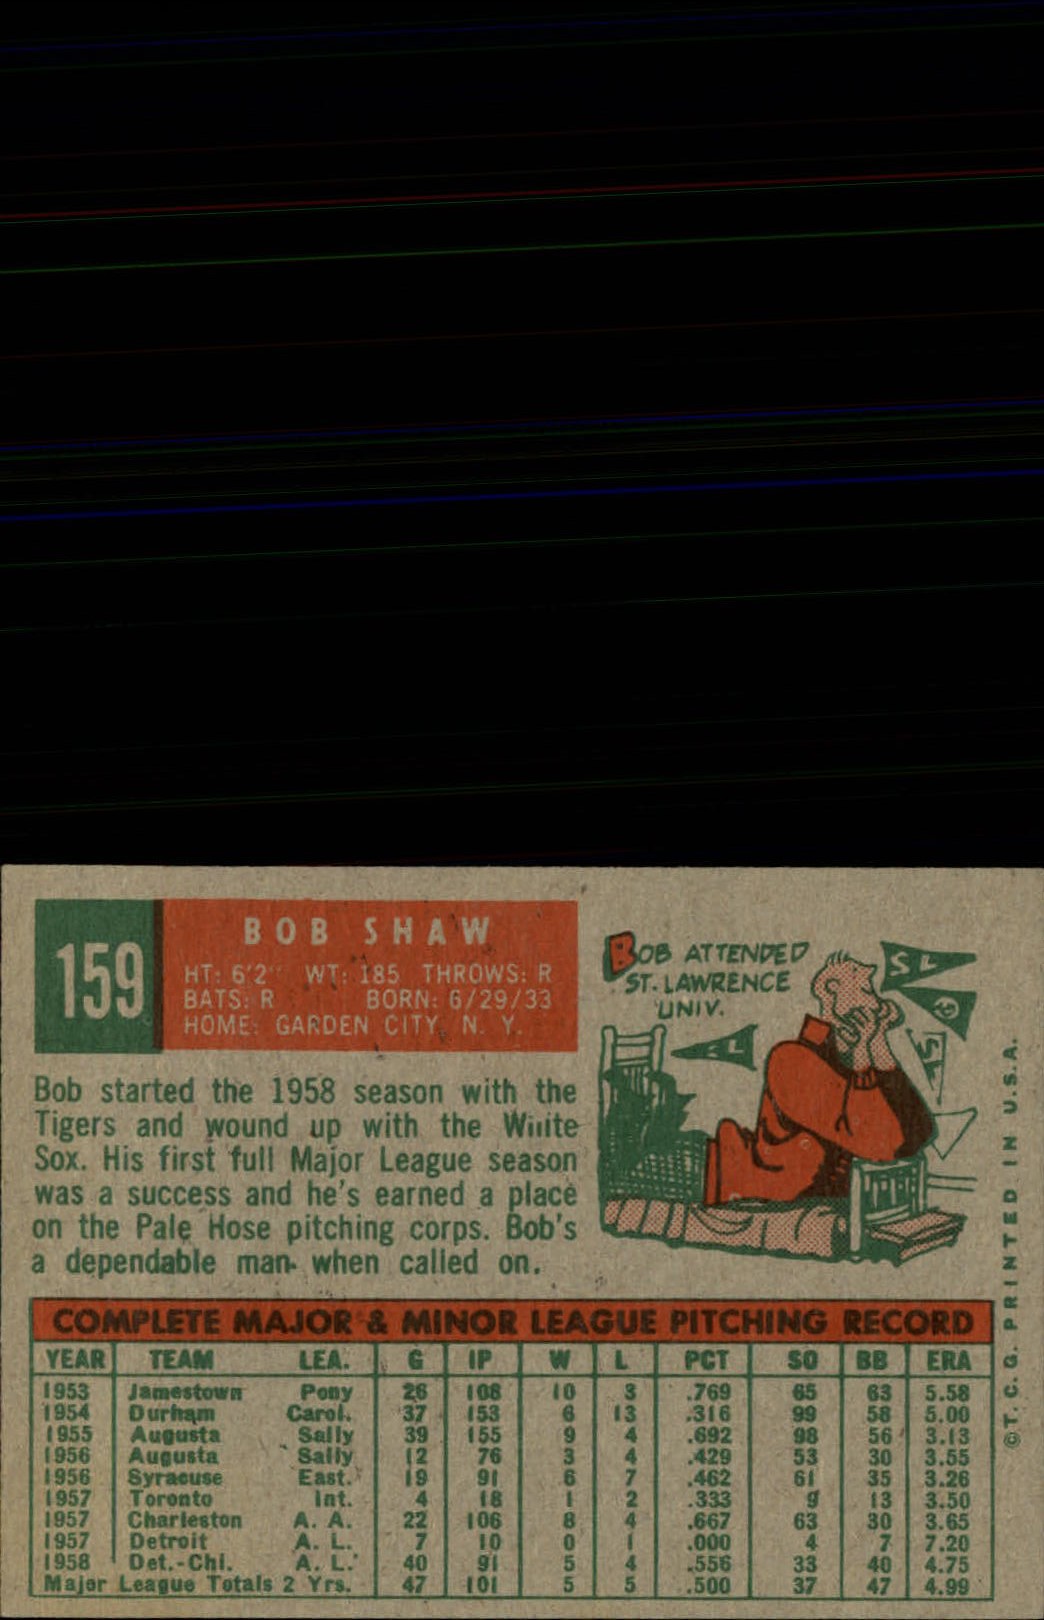 159
BOB SHAW
HT: 6'2" WT: 185 THROWS: R
BATS: R BORN: 6/29/33
HOME: GARDEN CITY, N. Y.
BOB ATTENDED
ST. LAWRENCE
UNIV.
SL
SL
Bob started the 1958 season with the
Tigers and wound up with the White
Sox. His first full Major League season
was a success and he's earned a place
on the Pale Hose pitching corps. Bob's
a dependable man when called on.
COMPLETE MAJOR & MINOR LEAGUE PITCHING RECORD
YEAR TEAM LEA. G IP W L PCT SO BB ERA
1953 Jamestown Pony 26 108 10 3 .769 65 63 5.58
1954 Durham Carol. 37 153 6 13 .316 99 58 5.00
1955 Augusta Sally 39 155 9 4 .692 98 56 3.13
1956 Augusta Sally 12 76 3 4 .429 53 30 3.55
1956 Syracuse East. 19 91 6 7 .462 61 35 3.26
1957 Toronto Int. 4 18 1 2 .333 9 13 3.50
1957 Charleston A. A. 22 106 8 4 .667 63 30 3.65
1957 Detroit A. L. 7 10 0 1 .000 4 7 7.20
1958 Det.-Chi. A. L. 40 91 5 4 .556 33 40 4.75
Major League Totals 2 Yrs. 47 101 5 5 .500 37 47 4.99
© T. C. G. PRINTED IN U.S.A.